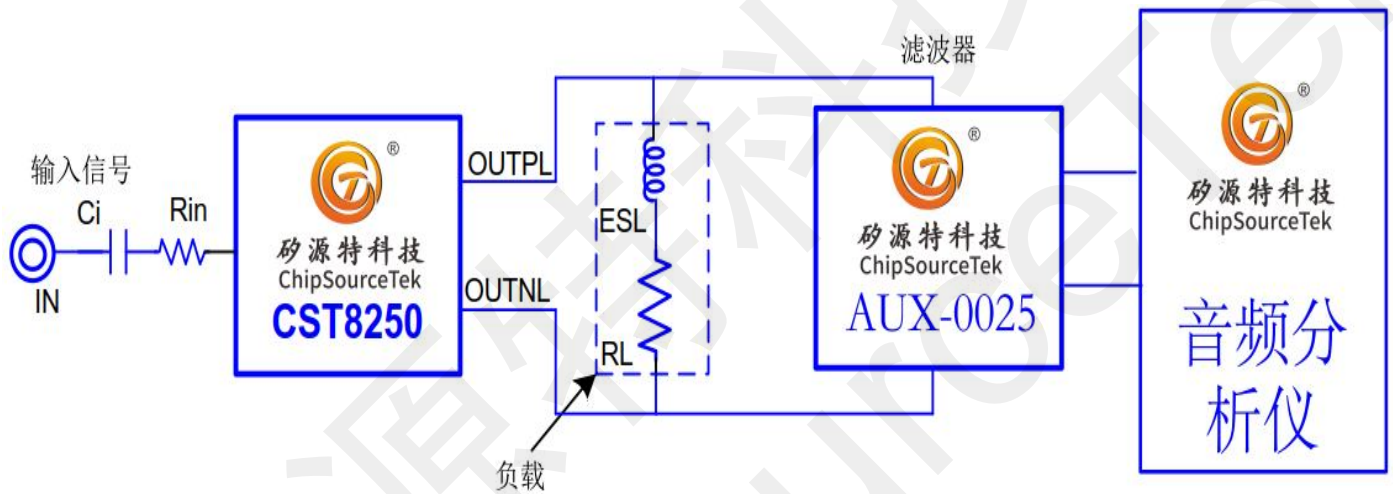 滤波器
输入信号
Ci
Rin
IN
®
矽源特科技
ChipSourceTek
CST8250
OUTPL
OUTNL
ESL
RL
负载
®
矽源特科技
ChipSourceTek
AUX-0025
®
矽源特科技
ChipSourceTek
音频分
析仪